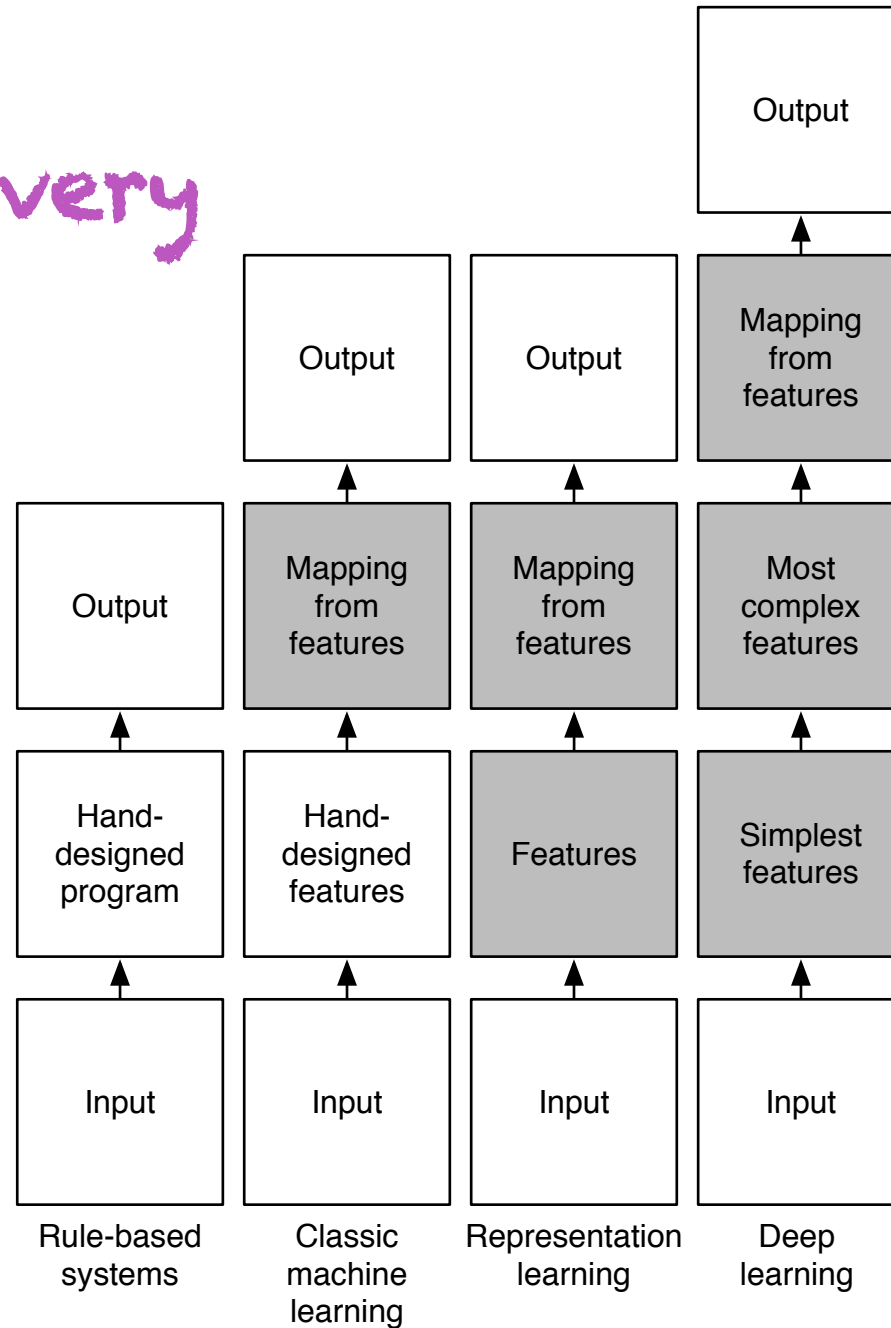 very
Output
Mapping
from
features
Output
Output
Output
Mapping
from
features
Mapping
from
features
Most
complex
features
Hand-
designed
program
Hand-
designed
features
Features
Simplest
features
Input
Input
Input
Input
Rule-based
systems
Classic
machine
learning
Representation
learning
Deep
learning